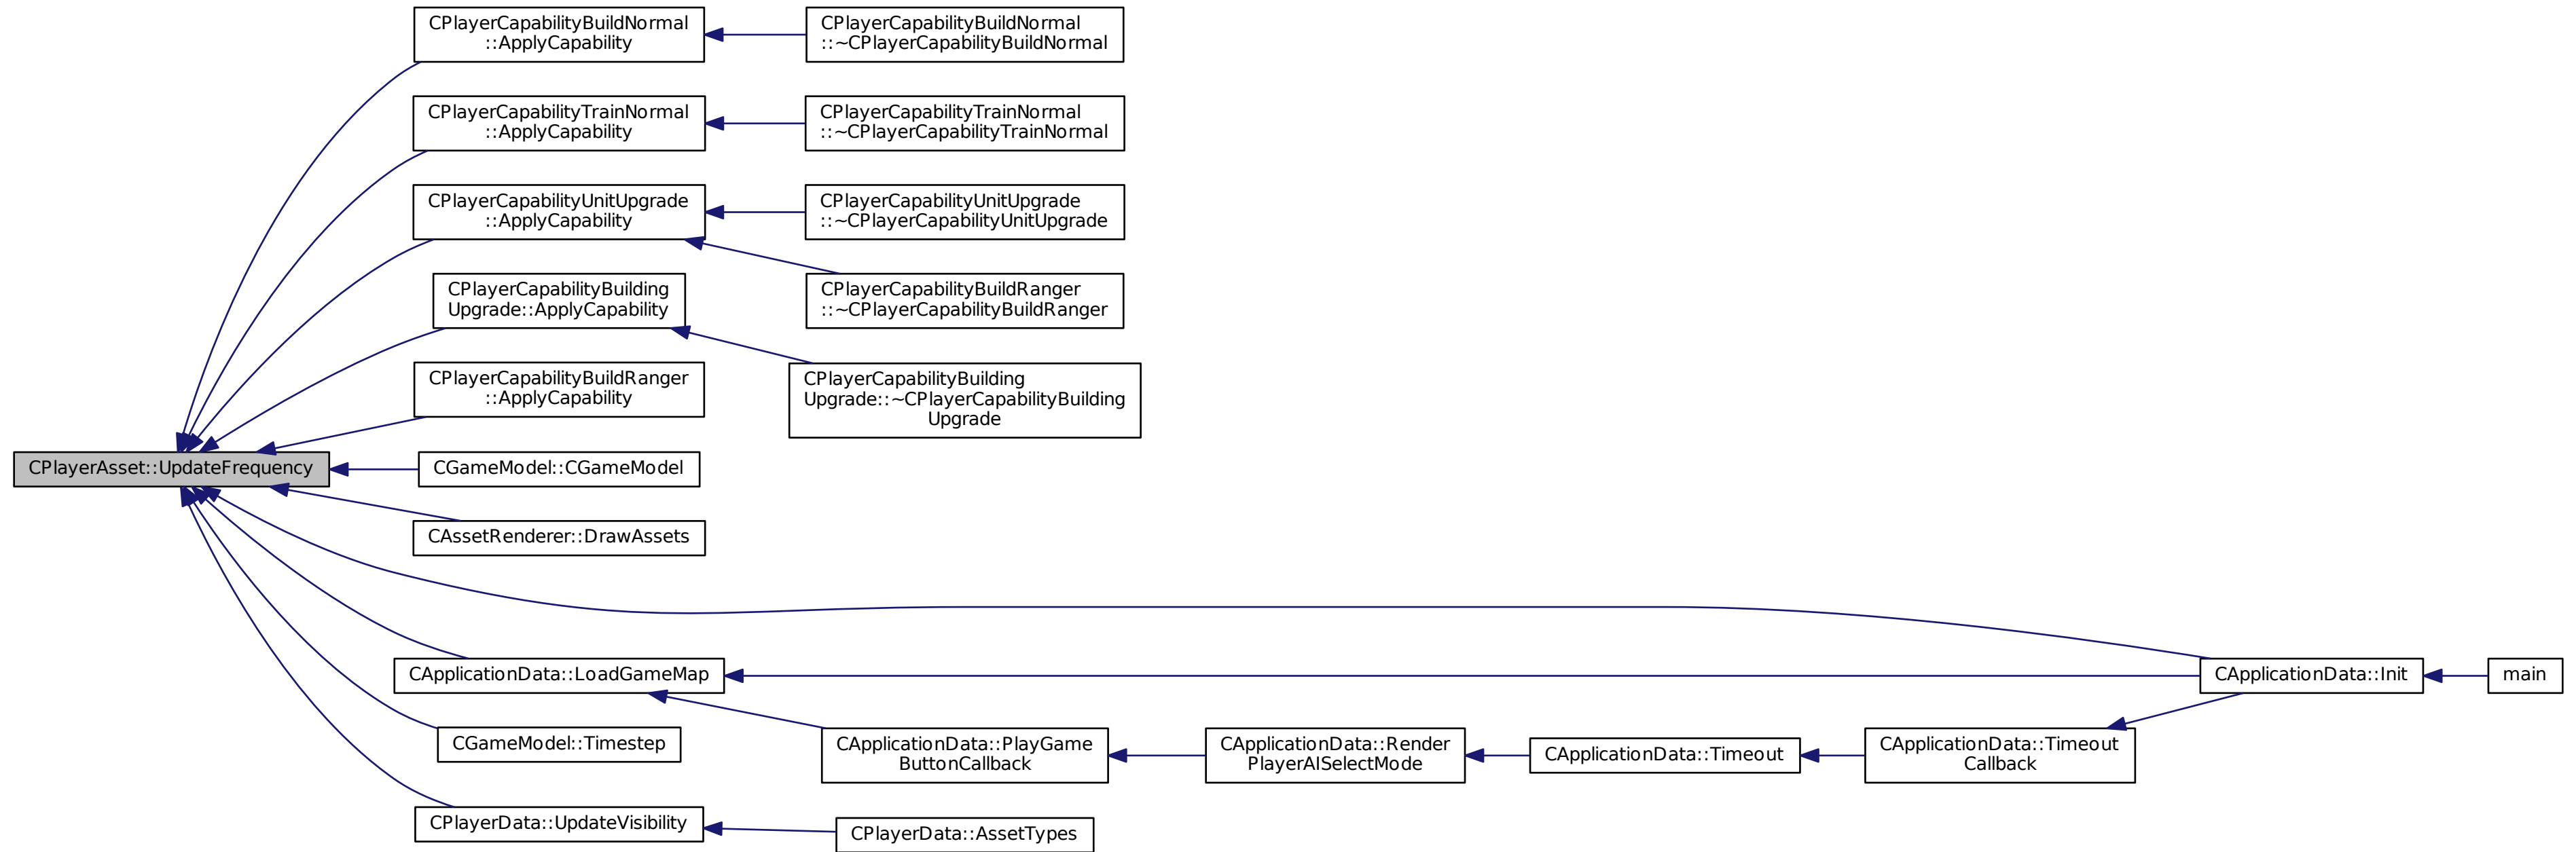 CPlayerCapabilityBuildNormal
::ApplyCapability
CPlayerCapabilityBuildNormal
::~CPlayerCapabilityBuildNormal
CPlayerCapabilityTrainNormal
::ApplyCapability
CPlayerCapabilityTrainNormal
::~CPlayerCapabilityTrainNormal
CPlayerCapabilityUnitUpgrade
::ApplyCapability
CPlayerCapabilityUnitUpgrade
::~CPlayerCapabilityUnitUpgrade
CPlayerCapabilityBuilding
Upgrade::ApplyCapability
CPlayerCapabilityBuildRanger
::~CPlayerCapabilityBuildRanger
CPlayerCapabilityBuildRanger
::ApplyCapability
CPlayerCapabilityBuilding
Upgrade::~CPlayerCapabilityBuilding
Upgrade
CPlayerAsset::UpdateFrequency
CGameModel::CGameModel
CAssetRenderer::DrawAssets
CApplicationData::LoadGameMap
CApplicationData::Init
main
CGameModel::Timestep
CApplicationData::PlayGame
ButtonCallback
CApplicationData::Render
PlayerAISelectMode
CApplicationData::Timeout
CApplicationData::Timeout
Callback
CPlayerData::UpdateVisibility
CPlayerData::AssetTypes